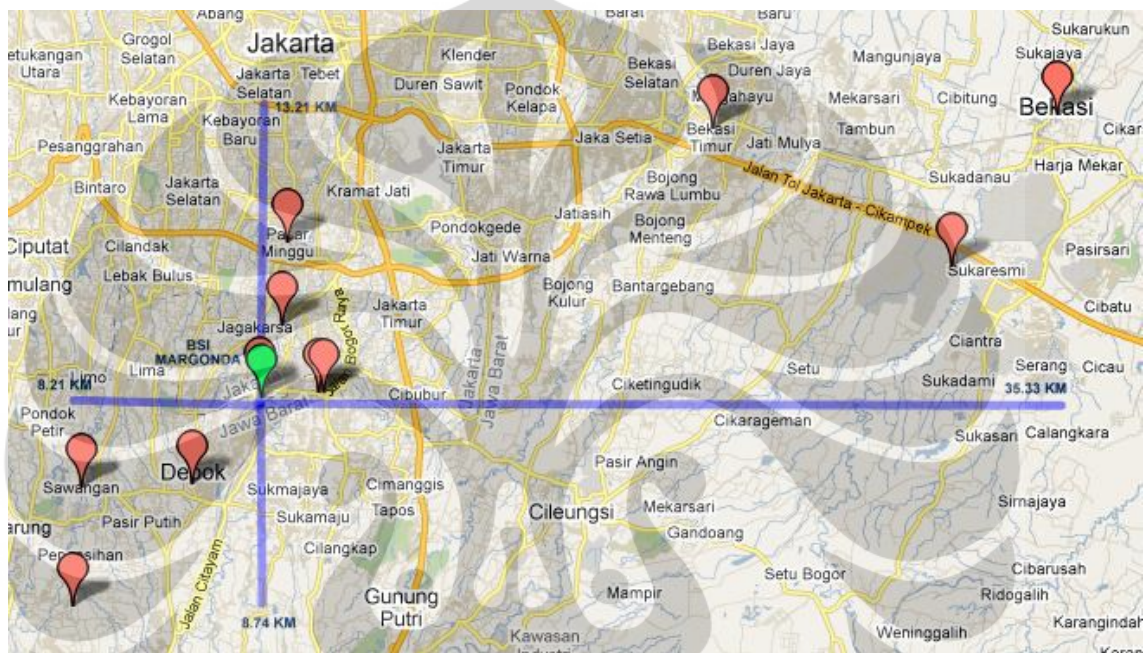 Abang
Barat
Baru
Grogol
Selatan
Jakarta
Klender
Bekasi Jaya
Sukarukun
etukangan
Utara
Bekasi
Selatan
Duren Jaya
Mangunjaya
Sukajaya
Jakarta
Selatan
Tebet
Duren Sawit
Pondok
Kelapa
Kebayoran
Lama
13.21 KM
Mekarsari
Cibitung
Bekasi
Kebayoran
Baru
Bekasi
Timur
Jaka Setia
Jati Mulya
Tambun
Pesanggrahan
Jakarta
Timur
Harja Mekar
Bintaro
Jakarta
Selatan
Kramat Jati
Bojong
Rawa Lumbu
Jalan Tol Jakarta - Cikampek
Sukadanau
Jatiasih
Bojong
Menteng
Ciputat
Cilandak
Minggu
Pondokgede
Pasirsari
Lebak Bulus
Jati Warna
Sukaresmi
mulang
Bojong
Kulur
Bantargebang
Jakarta
Timur
Cibatu
Jagakarsa
Bogor Raya
BSI
MARGONDA
Ciantra
Limo
Lima
Jakarta
Jawa Barat
Setu
Serang
Cicau
8.21 KM
Cibubur
Ciketingudik
Sukadami
35.33 KM
Pondok
Petir
Jawa Barat
Cikarageman
Sukasari
Calangkara
Sawangan
Depok
Sukmajaya
Cimanggis
Pasir Angin
Tapos
Cileungsi
Mekarsari
Sirnajaya
arung
Pasir Putih
Sukamaju
Gandoang
Cilangkap
Jalan Citayam
Setu Bogor
Cibarusah
Gunung
Putri
Mampir
Ridogalih
8.74 KM
Kawasan
Weninggalih
Karangindah